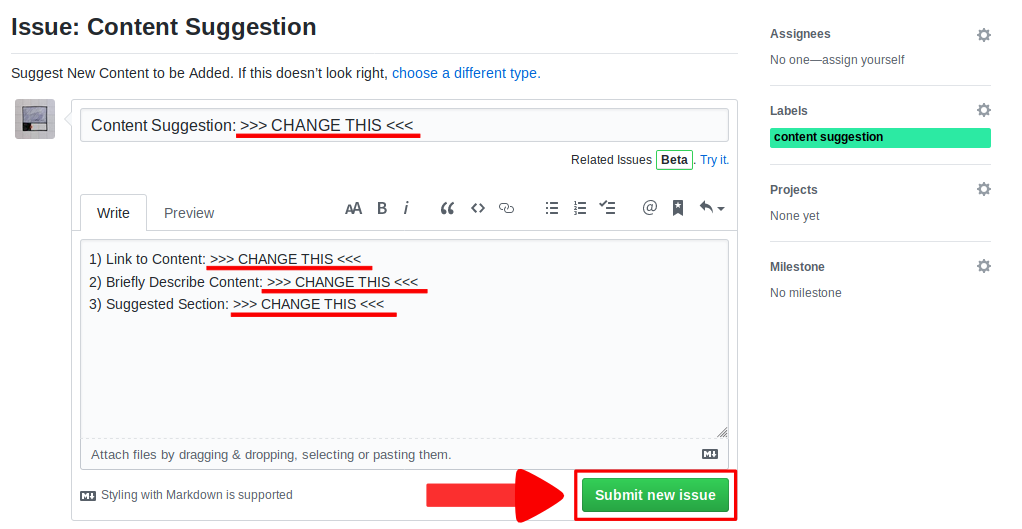 Issue: Content Suggestion
Suggest New Content to be Added. If this doesn’t look right, choose a different type.
Content Suggestion: >>> CHANGE THIS <<<
Related Issues Beta. Try it.
Write Preview
AA B i
1) Link to Content: >>> CHANGE THIS <<<
2) Briefly Describe Content: >>> CHANGE THIS <<<
3) Suggested Section: >>> CHANGE THIS <<<
Attach files by dragging & dropping, selecting or pasting them.
Styling with Markdown is supported
Submit new issue
Assignees
No one—assign yourself
Labels
content suggestion
Projects
None yet
Milestone
No milestone